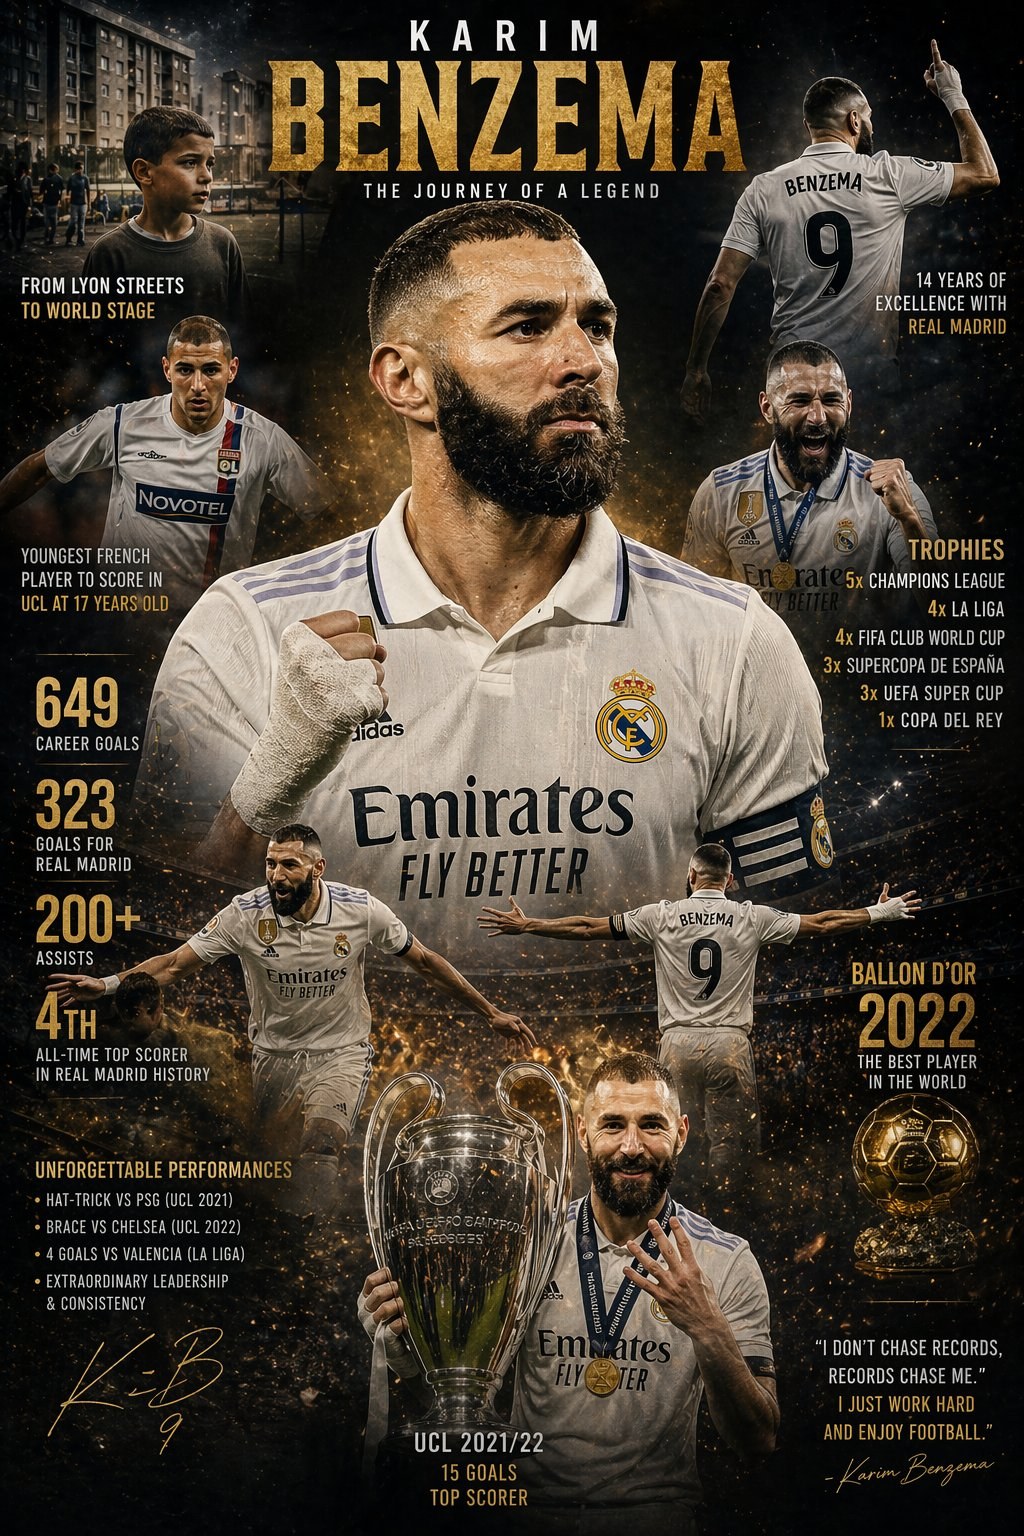 KARIM
BENZEMA
THE JOURNEY OF A LEGEND
FROM LYON STREETS
TO WORLD STAGE
BENZEMA
9
14 YEARS OF
EXCELLENCE WITH
REAL MADRID
OL
NOVOTEL
YOUNGEST FRENCH
PLAYER TO SCORE IN
UCL AT 17 YEARS OLD
TROPHIES
5x CHAMPIONS LEAGUE
4x LA LIGA
4x FIFA CLUB WORLD CUP
3x SUPERCOPA DE ESPAÑA
3x UEFA SUPER CUP
1x COPA DEL REY
Emirates
BETTER
649
CAREER GOALS
323
GOALS FOR
REAL MADRID
200+
ASSISTS
4TH
ALL-TIME TOP SCORER
IN REAL MADRID HISTORY
adidas
Emirates
FLY BETTER
Emirates
FLY BETTER
BENZEMA
9
BALLON D'OR
2022
THE BEST PLAYER
IN THE WORLD
UNFORGETTABLE PERFORMANCES
• HAT-TRICK VS PSG (UCL 2021)
• BRACE VS CHELSEA (UCL 2022)
• 4 GOALS VS VALENCIA (LA LIGA)
• EXTRAORDINARY LEADERSHIP
& CONSISTENCY
K-B
9
Emirates
FLY TER
UCL 2021/22
15 GOALS
TOP SCORER
"I DON'T CHASE RECORDS,
RECORDS CHASE ME."
I JUST WORK HARD
AND ENJOY FOOTBALL."
- Karim Benzema